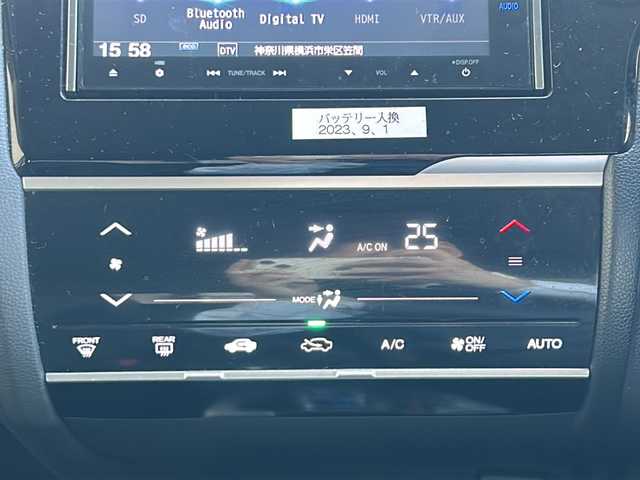 AUDIO
SD
Bluetooth
Audio
Digital TV
HDMI
VTR/AUX
15 58
eco
DTV
神奈川県横浜市栄区笠間
TUNE/TRACK
VOL
DISP.OFF
バッテリー入換
2023、9、1
A/C ON
25
MODE
FRONT
REAR
A/C
ON/
OFF
AUTO